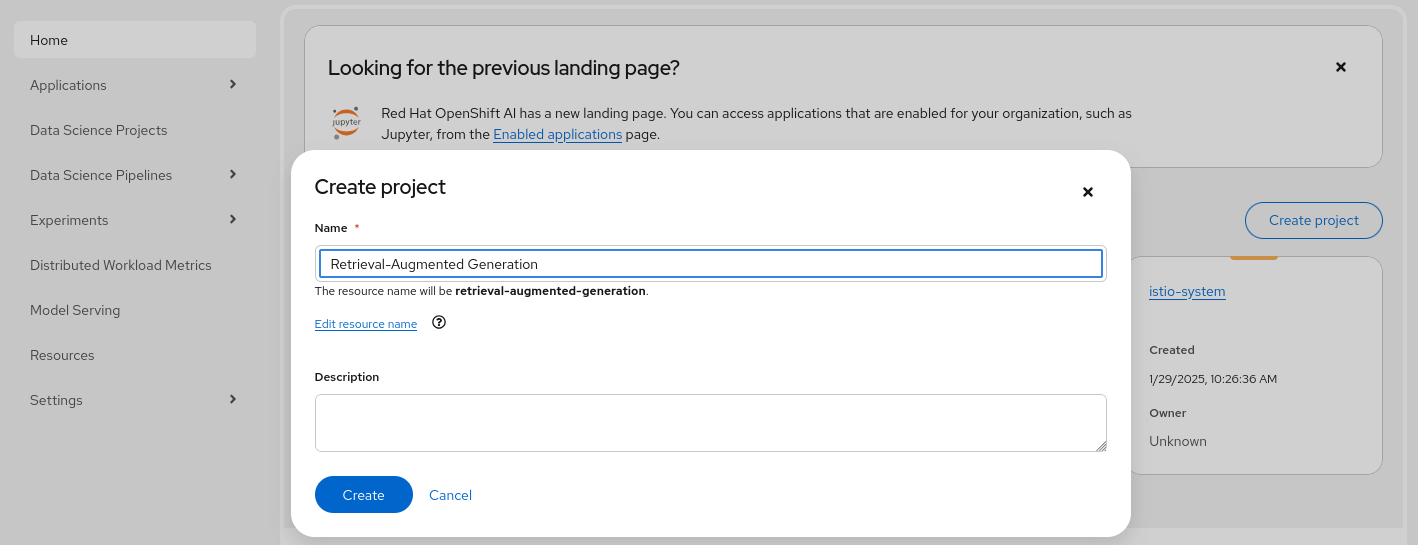 Home
Applications
Data Science Projects
Data Science Pipelines
Experiments
Distributed Workload Metrics
Model Serving
Resources
Settings
Looking for the previous landing page?
jupyter
Red Hat OpenShift AI has a new landing page. You can access applications that are enabled for your organization, such as
Jupyter, from the Enabled applications page.
Create project
Create project
Name *
Retrieval-Augmented Generation
The resource name will be retrieval-augmented-generation.
Edit resource name
Description
Create Cancel
istio-system
Created
1/29/2025, 10:26:36 AM
Owner
Unknown